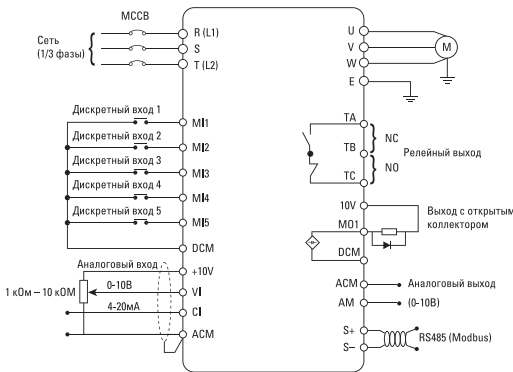 MCCB
Сеть
(1/3 фазы)
R (L1)
S
T (L2)
U
V
W
E
M
Дискретный вход 1
MI1
Дискретный вход 2
MI2
Дискретный вход 3
MI3
Дискретный вход 4
MI4
Дискретный вход 5
MI5
DCM
Аналоговый вход
+10V
1 кОм – 10 кОМ
0-10В
VI
4-20мА
CI
ACM
TA
TB
TC
NC
NO
Релейный выход
10V
MO1
DCM
Выход с открытым
коллектором
ACM
Аналоговый выход
AM
(0-10В)
S+
S–
RS485 (Modbus)